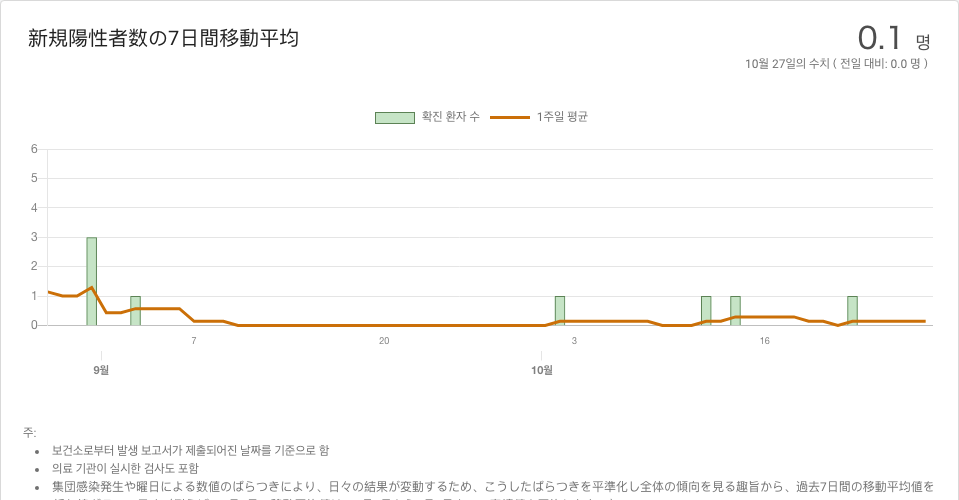 新規陽性者数の7日間移動平均
0.1 명
10월 27일의 수치 ( 전일 대비: 0.0 명 )
확진 환자 수 1주일 평균
6
5
4
3
2
1
0
7 20 3 16
9월 10월
주:
보건소로부터 발생 보고서가 제출되어진 날짜를 기준으로 함
의료 기관이 실시한 검사도 포함
集団感染発生や曜日による数値のばらつきにより、日々の結果が変動するため、こうしたばらつきを平準化し全体の傾向を見る趣旨から、過去7日間の移動平均値を